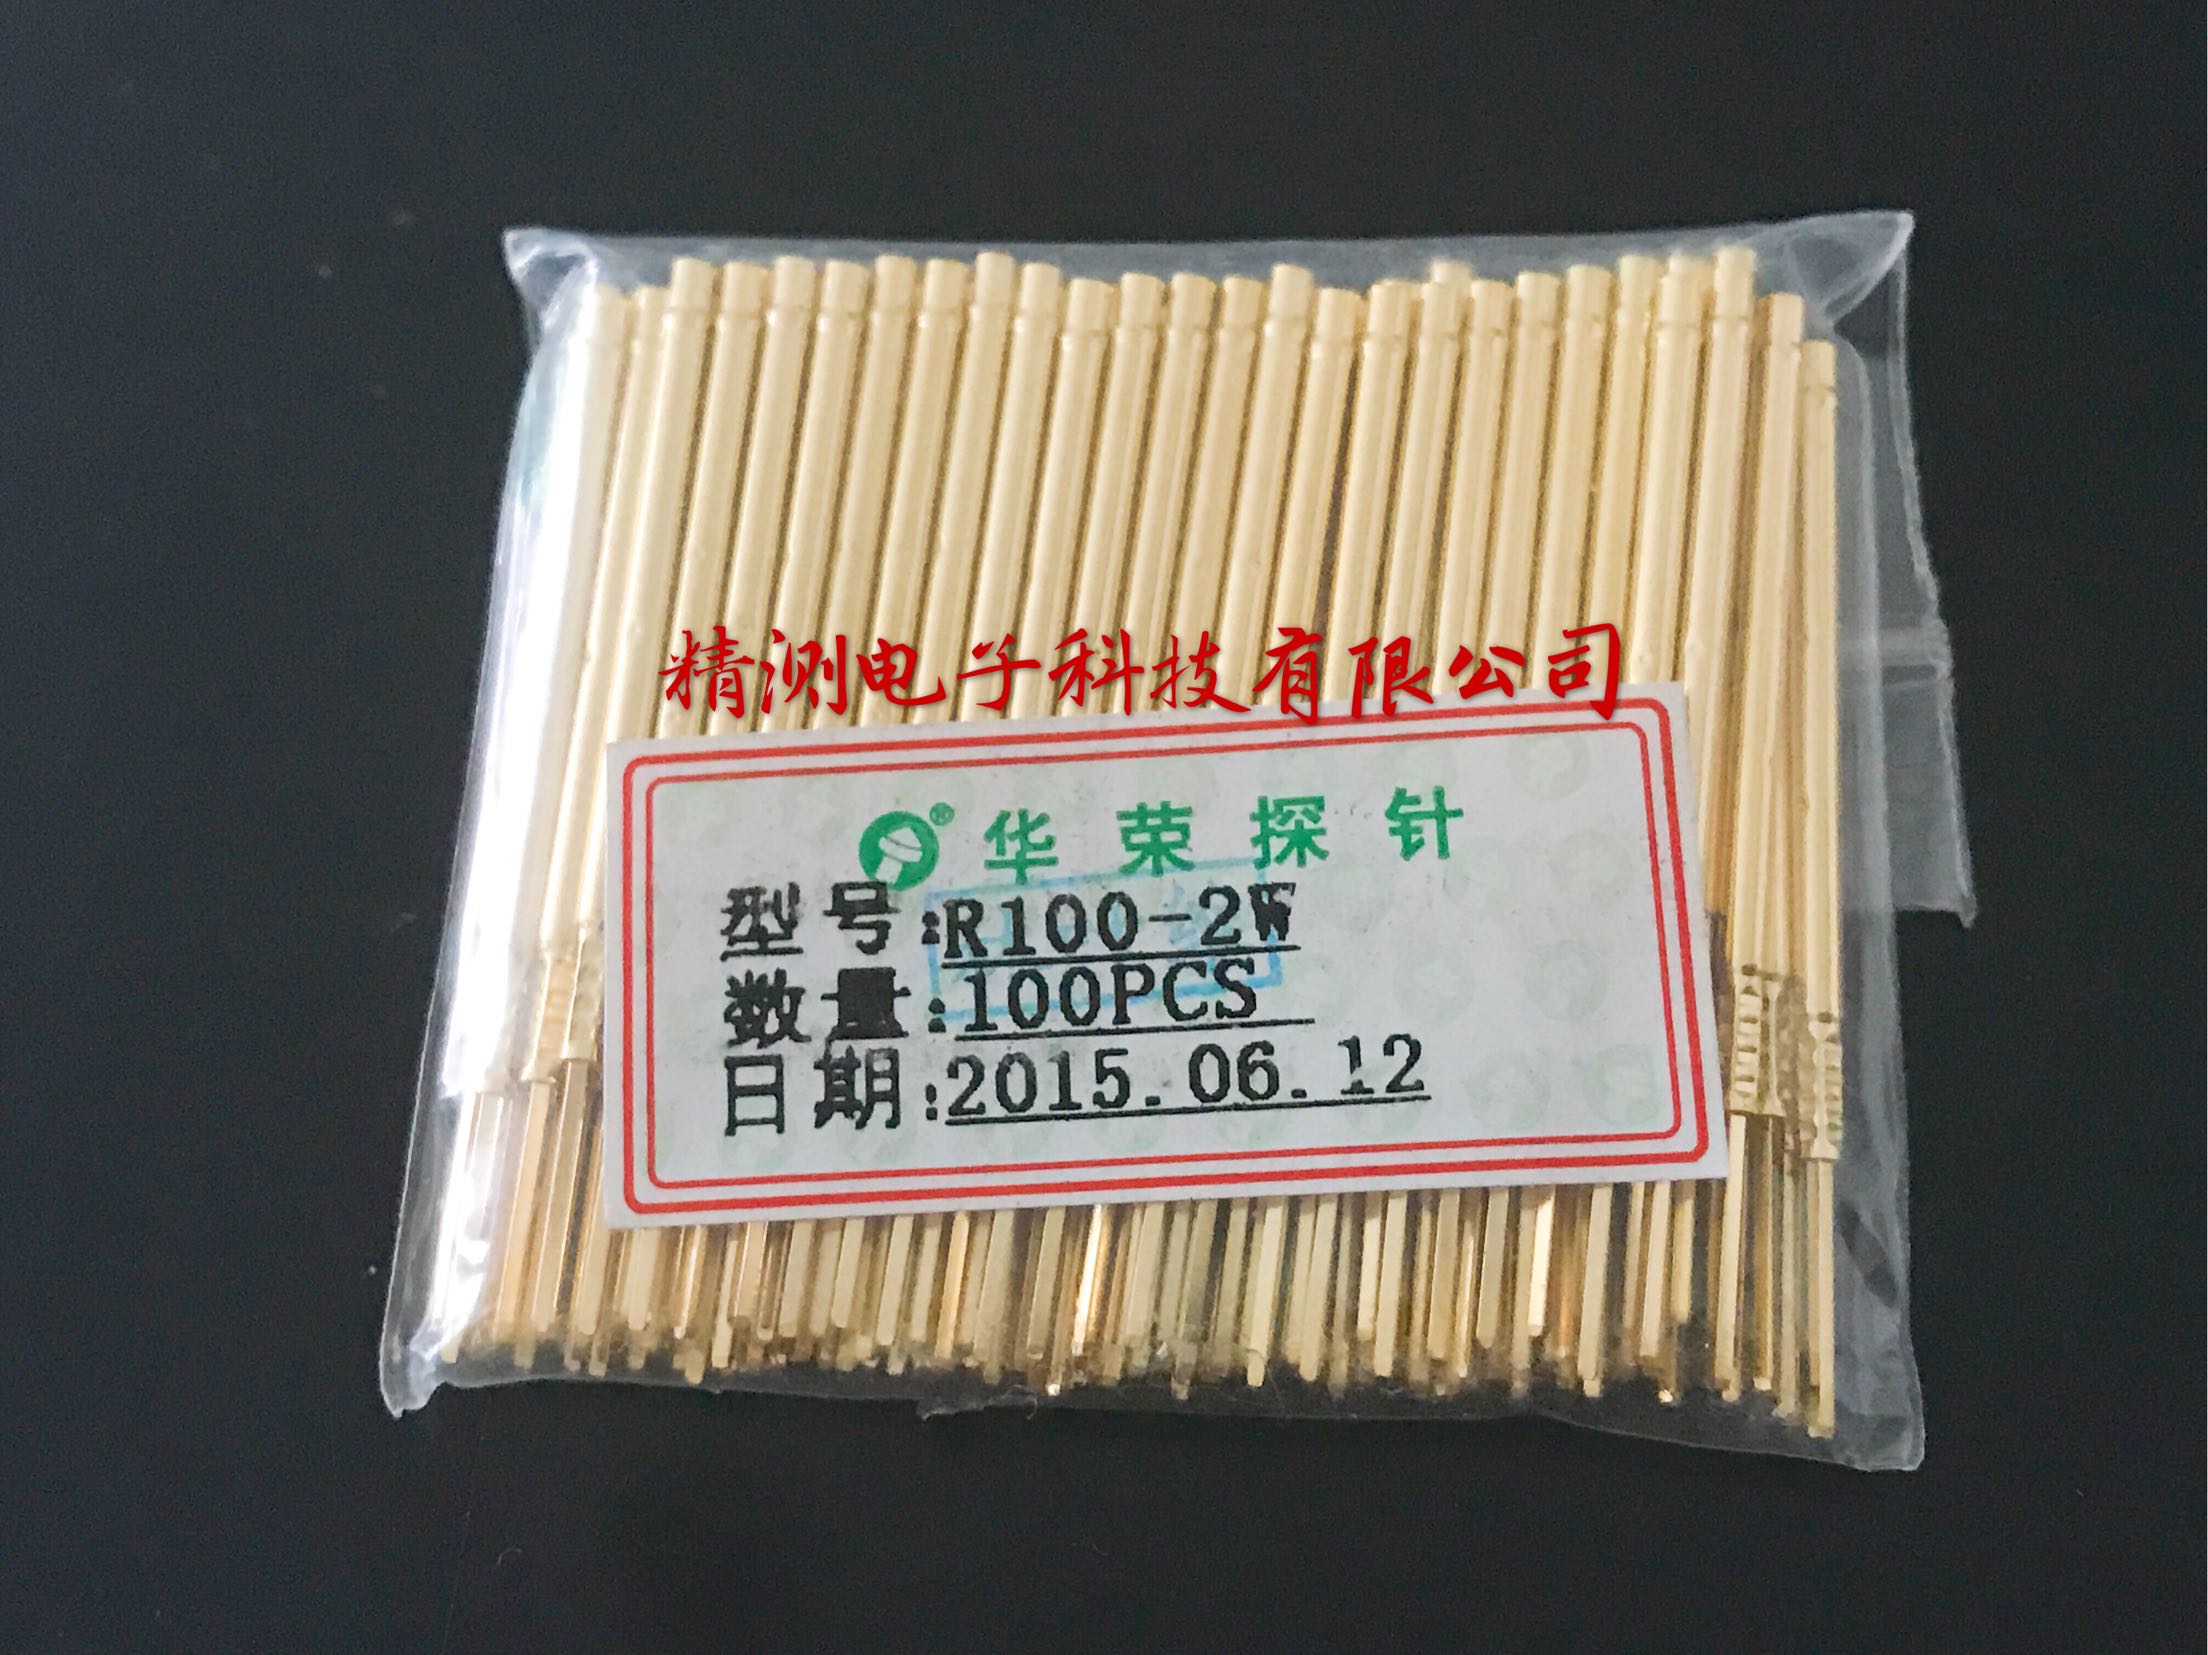 精测电子科技有限公司
® 华荣探针
型号:R100-2W
数量:100PCS
日期:2015.06.12